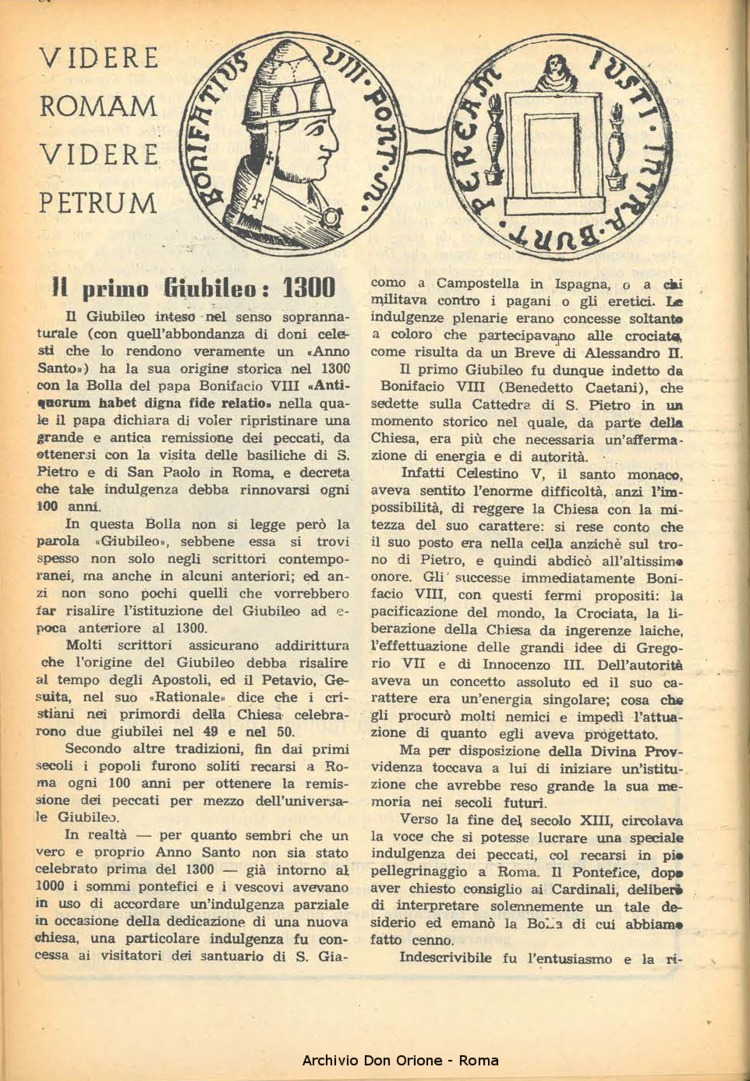 VIDERE
ROMAM
VIDERE
PETRUM
BONIFATIUS VIII·PONT·M.
PEREAM IUSTI·INTRA·BUNT·
Il primo Giubileo: 1300
Il Giubileo inteso nel senso sopranna-
turale (con quell'abbondanza di doni cele-
sti che lo rendono veramente un «Anno
Santo») ha la sua origine storica nel 1300
con la Bolla del papa Bonifacio VIII «Anti-
quorum habet digna fide relatio» nella qua-
le il papa dichiara di voler ripristinare una
grande e antica remissione dei peccati, da
ottenersi con la visita delle basiliche di S.
Pietro e di San Paolo in Roma, e decreta
che tale indulgenza debba rinnovarsi ogni
100 anni.
In questa Bolla non si legge però la
parola «Giubileo», sebbene essa si trovi
spesso non solo negli scrittori contempo-
ranei, ma anche in alcuni anteriori; ed an-
zi non sono pochi quelli che vorrebbero
far risalire l'istituzione del Giubileo ad e-
poca anteriore al 1300.
Molti scrittori assicurano addirittura
che l'origine del Giubileo debba risalire
al tempo degli Apostoli, ed il Petavio, Ge-
suita, nel suo «Rationale» dice che i cri-
stiani nei primordi della Chiesa celebra-
rono due giubilei nel 49 e nel 50.
Secondo altre tradizioni, fin dai primi
secoli i popoli furono soliti recarsi a Ro-
ma ogni 100 anni per ottenere la remis-
sione dei peccati per mezzo dell'universa-
le Giubileo.
In realtà — per quanto sembri che un
vero e proprio Anno Santo non sia stato
celebrato prima del 1300 — già intorno al
1000 i sommi pontefici e i vescovi avevano
in uso di accordare un'indulgenza parziale
in occasione della dedicazione di una nuova
chiesa, una particolare indulgenza fu con-
cessa ai visitatori dei santuario di S. Gia-
como a Campostella in Ispagna, o a chi
militava contro i pagani o gli eretici. Le
indulgenze plenarie erano concesse soltanto
a coloro che partecipavano alle crociate,
come risulta da un Breve di Alessandro II.
Il primo Giubileo fu dunque indetto da
Bonifacio VIII (Benedetto Caetani), che
sedette sulla Cattedra di S. Pietro in un
momento storico nel quale, da parte della
Chiesa, era più che necessaria un'afferma-
zione di energia e di autorità.
Infatti Celestino V, il santo monaco,
aveva sentito l'enorme difficoltà, anzi l'im-
possibilità, di reggere la Chiesa con la mi-
tezza del suo carattere: si rese conto che
il suo posto era nella cella anzichè sul tro-
no di Pietro, e quindi abdicò all'altissimo
onore. Gli successe immediatamente Boni-
facio VIII, con questi fermi propositi: la
pacificazione del mondo, la Crociata, la li-
berazione della Chiesa da ingerenze laiche,
l'effettuazione delle grandi idee di Grego-
rio VII e di Innocenzo III. Dell'autorità
aveva un concetto assoluto ed il suo ca-
rattere era un'energia singolare; cosa che
gli procurò molti nemici e impedì l'attua-
zione di quanto egli aveva progettato.
Ma per disposizione della Divina Prov-
videnza toccava a lui di iniziare un'istitu-
zione che avrebbe reso grande la sua me-
moria nei secoli futuri.
Verso la fine del secolo XIII, circolava
la voce che si potesse lucrare una speciale
indulgenza dei peccati, col recarsi in pio
pellegrinaggio a Roma. Il Pontefice, dopo
aver chiesto consiglio ai Cardinali, deliberò
di interpretare solennemente un tale de-
siderio ed emanò la Bolla di cui abbiamo
fatto cenno.
Indescrivibile fu l'entusiasmo e la ri-
Archivio Don Orione - Roma